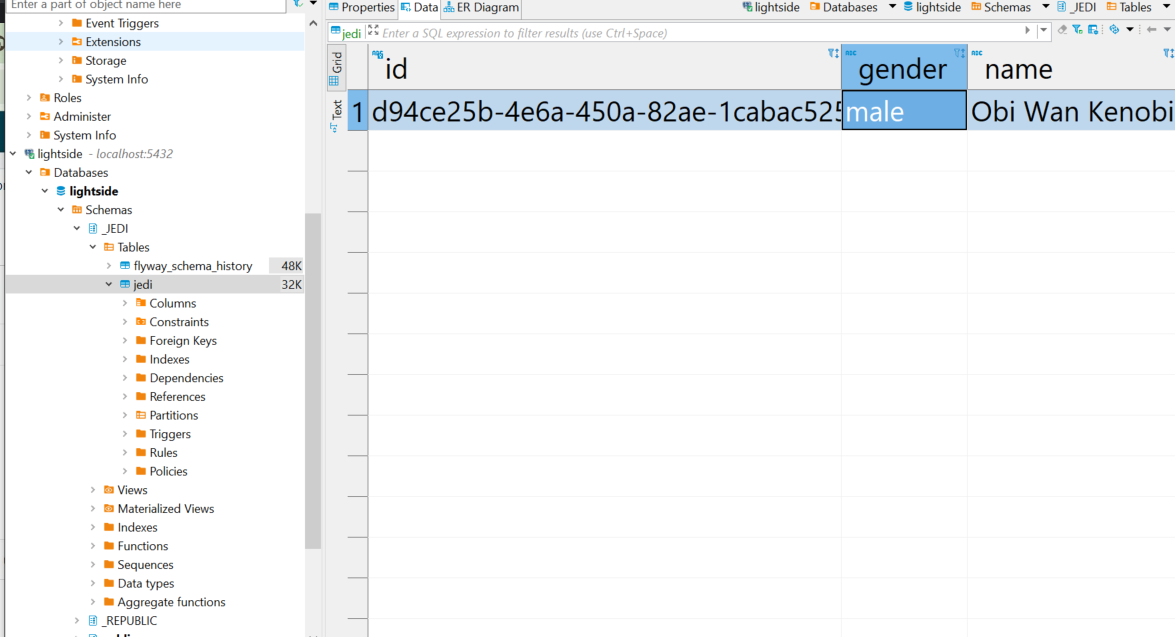 Enter a part of object name here
Event Triggers
Extensions
Storage
System Info
Roles
Administer
System Info
lightside - localhost:5432
Databases
lightside
Schemas
_JEDI
Tables
flyway_schema_history 48K
jedi 32K
Columns
Constraints
Foreign Keys
Indexes
Dependencies
References
Partitions
Triggers
Rules
Policies
Views
Materialized Views
Indexes
Functions
Sequences
Data types
Aggregate functions
_REPUBLIC
Properties Data ER Diagram lightside Databases lightside Schemas _JEDI Tables
jedi Enter a SQL expression to filter results (use Ctrl+Space)
Grid
Text
id gender name
1 d94ce25b-4e6a-450a-82ae-1cabac525 male Obi Wan Kenobi